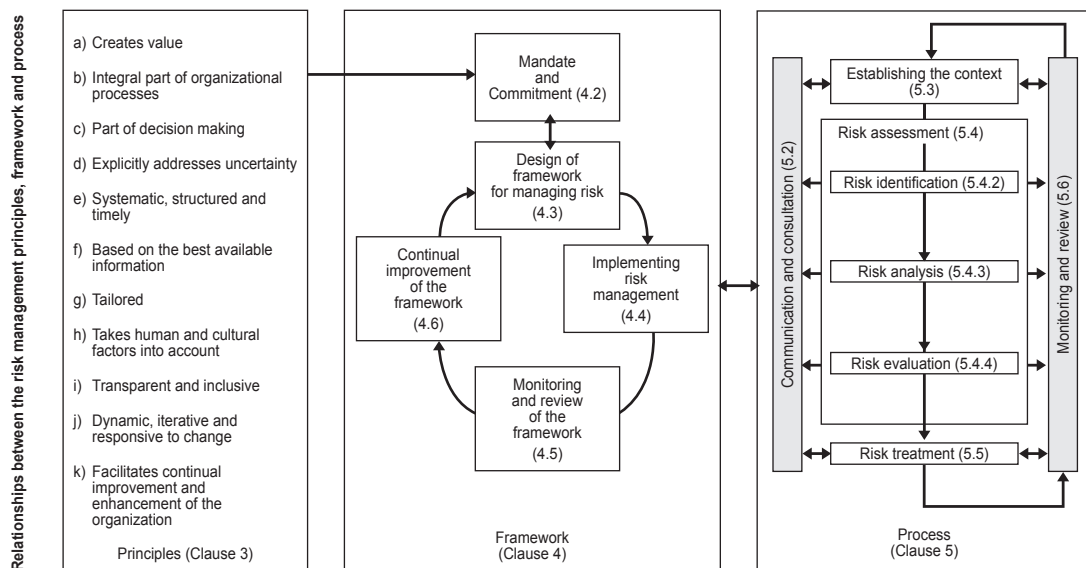 Relationships between the risk management principles, framework and process
a) Creates value
b) Integral part of organizational
processes
c) Part of decision making
d) Explicitly addresses uncertainty
e) Systematic, structured and
timely
f) Based on the best available
information
g) Tailored
h) Takes human and cultural
factors into account
i) Transparent and inclusive
j) Dynamic, iterative and
responsive to change
k) Facilitates continual
improvement and
enhancement of the
organization
Principles (Clause 3)
Mandate
and
Commitment (4.2)
Design of
framework
for managing risk
(4.3)
Continual
improvement
of the
framework
(4.6)
Implementing
risk
management
(4.4)
Monitoring
and review
of the
framework
(4.5)
Framework
(Clause 4)
Communication and consultation (5.2)
Establishing the context
(5.3)
Risk assessment (5.4)
Risk identification (5.4.2)
Risk analysis (5.4.3)
Risk evaluation (5.4.4)
Risk treatment (5.5)
Monitoring and review (5.6)
Process
(Clause 5)